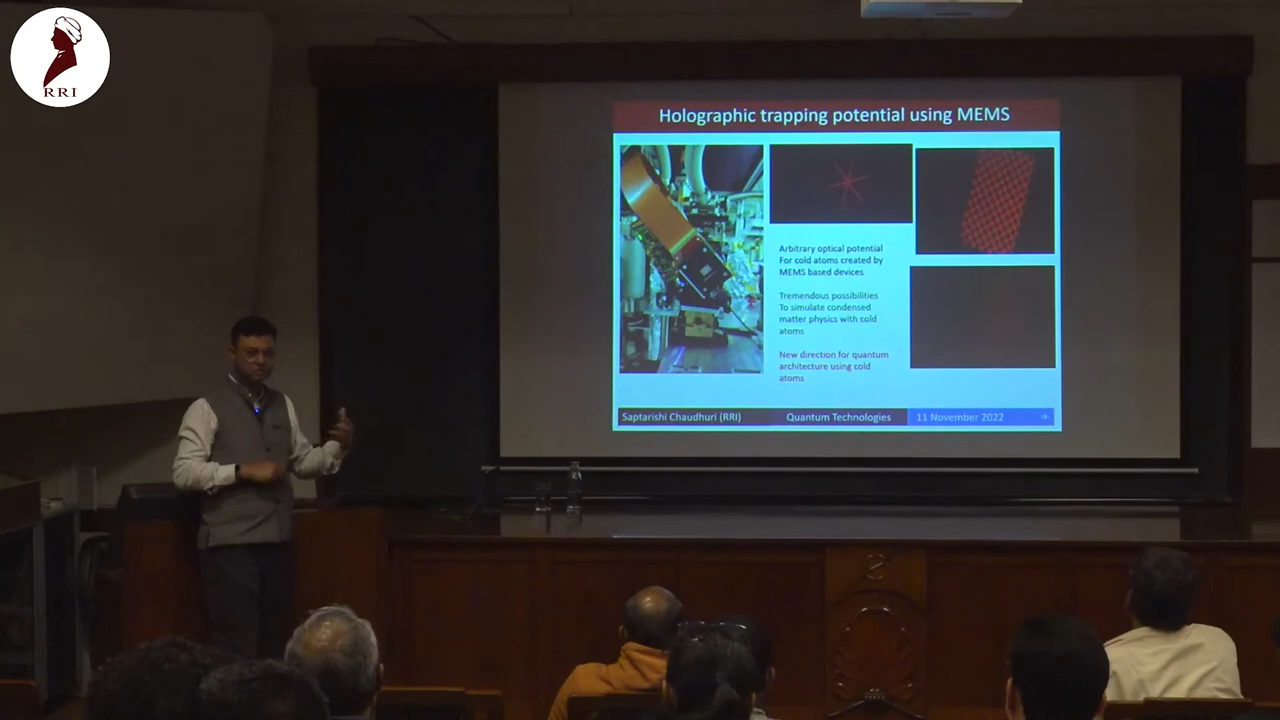 RRI
Holographic trapping potential using MEMS
Arbitrary optical potential
For cold atoms created by
MEMS based devices
Tremendous possibilities
To simulate condensed
matter physics with cold
atoms
New direction for quantum
architecture using cold
atoms
Saptarishi Chaudhuri (RRI)
Quantum Technologies
11 November 2022